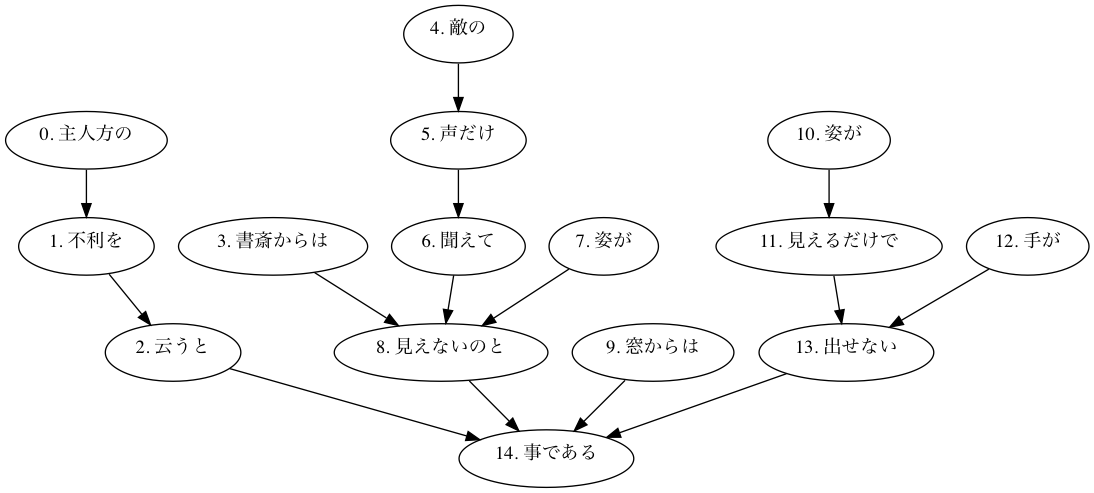 4. 敵の
0. 主人方の
5. 声だけ
10. 姿が
1. 不利を
3. 書斎からは
6. 聞えて
7. 姿が
11. 見えるだけで
12. 手が
2. 云うと
8. 見えないのと
9. 窓からは
13. 出せない
14. 事である